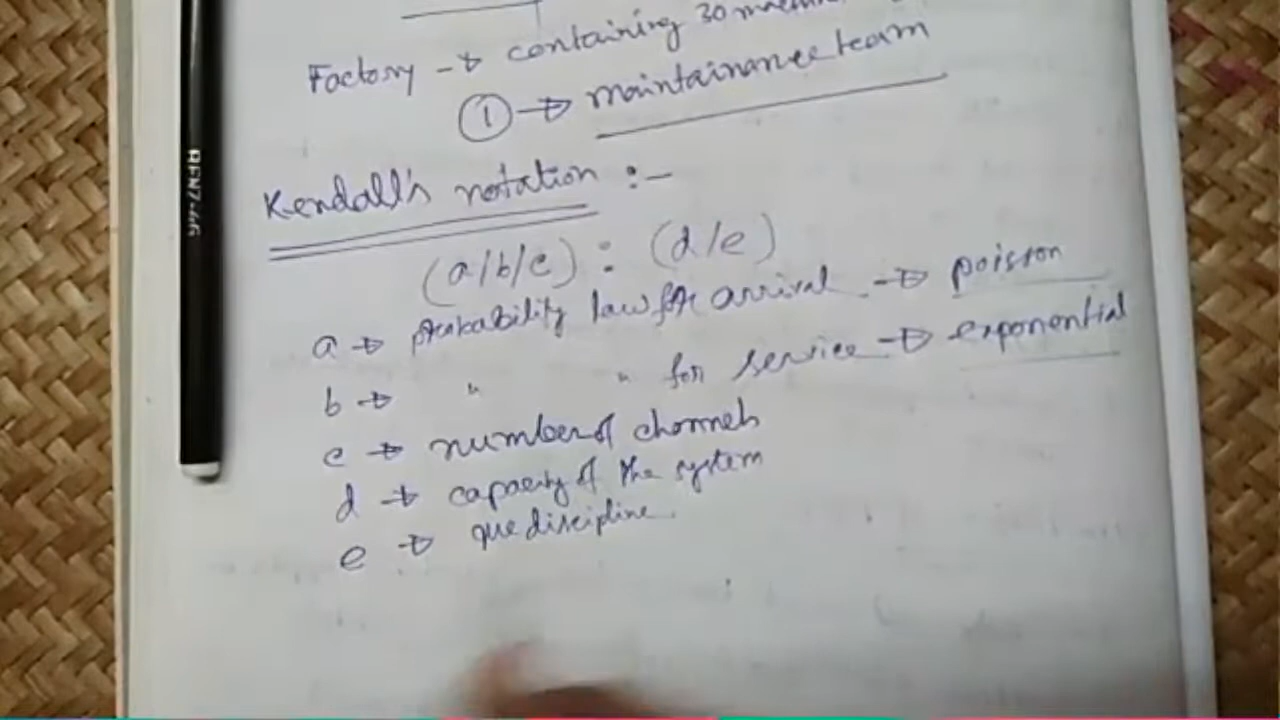 Factory → containing 30
① → maintainance team
Kendall's notation :-
(a/b/c) : (d/e)
a → probability law for arrival → poisson
b → " " for service → exponential
c → number of channels
d → capacity of the system
e → que discipline.